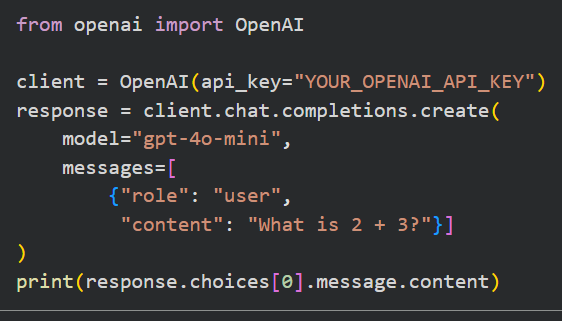 from openai import OpenAI

client = OpenAI(api_key="YOUR_OPENAI_API_KEY")
response = client.chat.completions.create(
    model="gpt-4o-mini",
    messages=[
        {"role": "user",
         "content": "What is 2 + 3?"}]
)
print(response.choices[0].message.content)